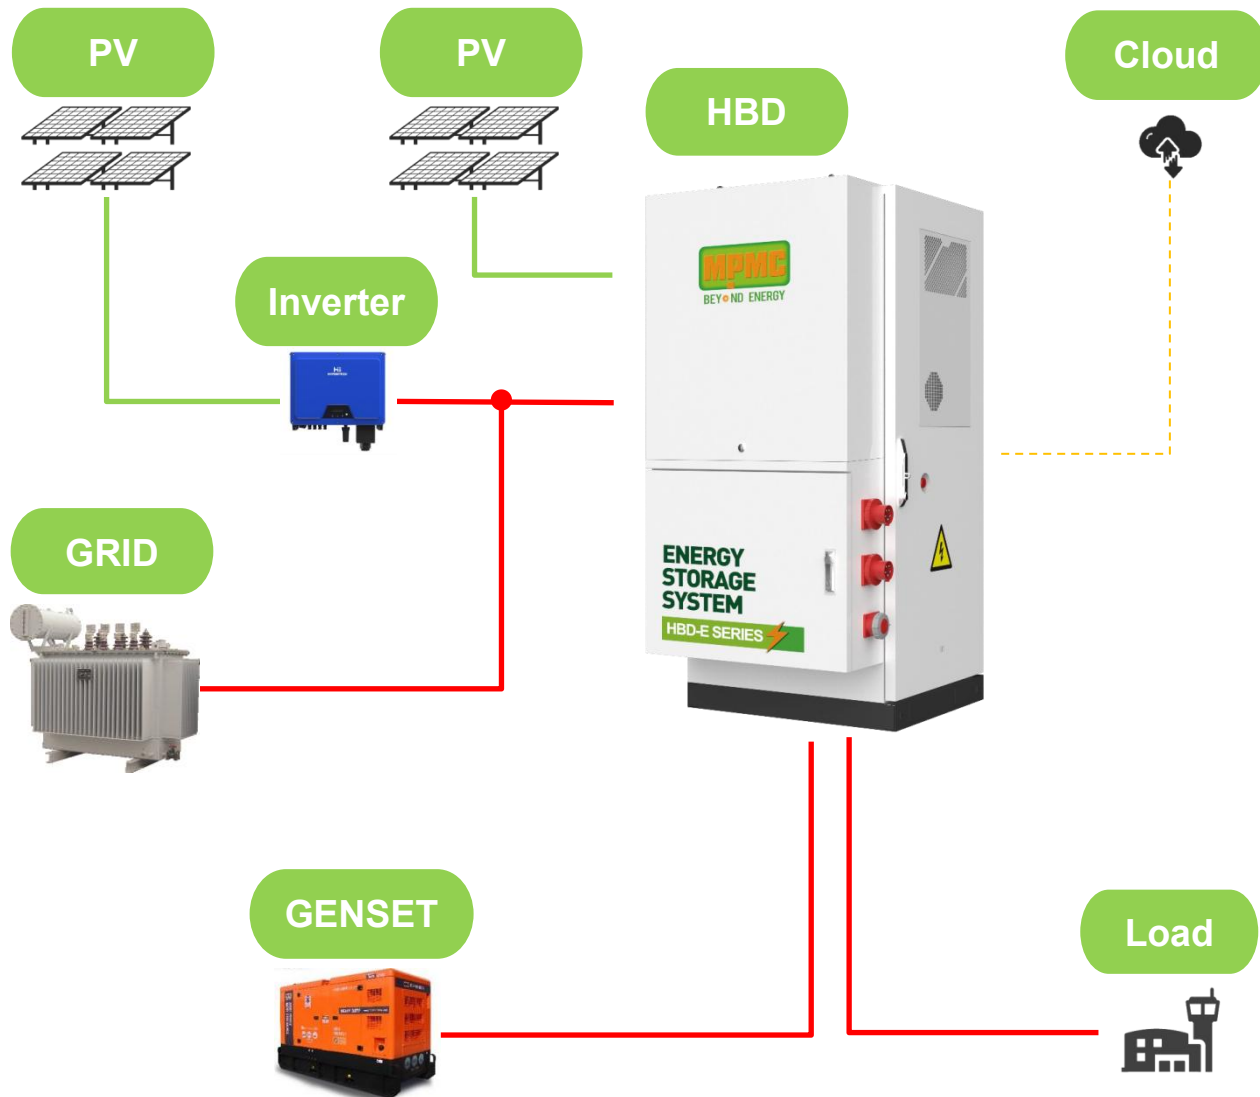 PV
PV
HBD
Cloud
MPMC
BEYOND ENERGY
Inverter
GRID
ENERGY
STORAGE
SYSTEM
HBD-E SERIES
GENSET
Load